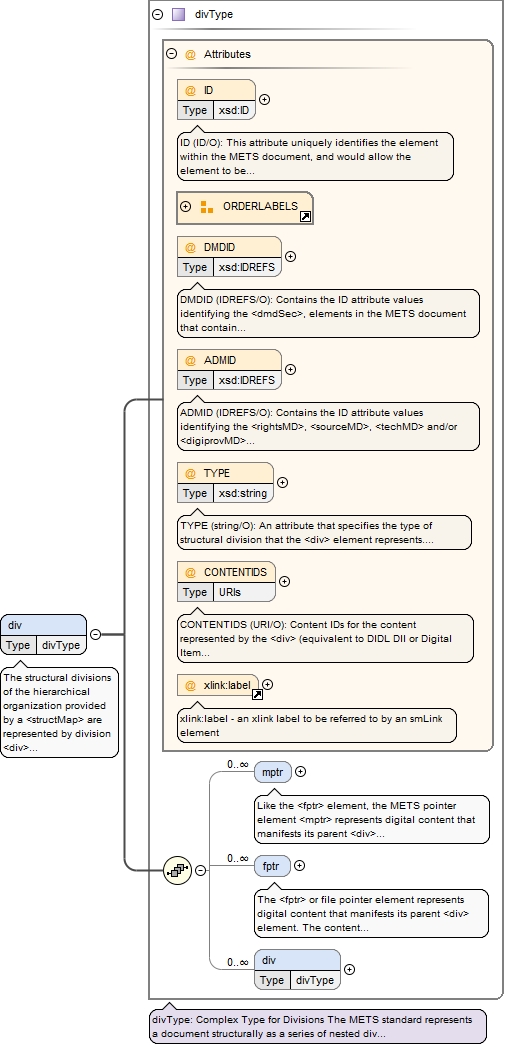 divType
@ Attributes
@ ID
Type xsd:ID
ID (ID/O): This attribute uniquely identifies the element
within the METS document, and would allow the
element to be...
ORDERLABELS
@ DMDID
Type xsd:IDREFS
DMDID (IDREFS/O): Contains the ID attribute values
identifying the <dmdSec>, elements in the METS document
that contain...
@ ADMID
Type xsd:IDREFS
ADMID (IDREFS/O): Contains the ID attribute values
identifying the <rightsMD>, <sourceMD>, <techMD> and/or
<digiprovMD>...
@ TYPE
Type xsd:string
TYPE (string/O): An attribute that specifies the type of
structural division that the <div> element represents....
@ CONTENTIDS
Type URIs
CONTENTIDS (URI/O): Content IDs for the content
represented by the <div> (equivalent to DIDL DII or Digital
Item...
@ xlink:label
xlink:label - an xlink label to be referred to by an smLink
element
div
Type divType
The structural divisions
of the hierarchical
organization provided
by a <structMap> are
represented by division
<div>...
0..∞ mptr
Like the <fptr> element, the METS pointer
element <mptr> represents digital content that
manifests its parent <div>...
0..∞ fptr
The <fptr> or file pointer element represents
digital content that manifests its parent <div>
element. The content...
0..∞ div
Type divType
divType: Complex Type for Divisions The METS standard represents
a document structurally as a series of nested div...